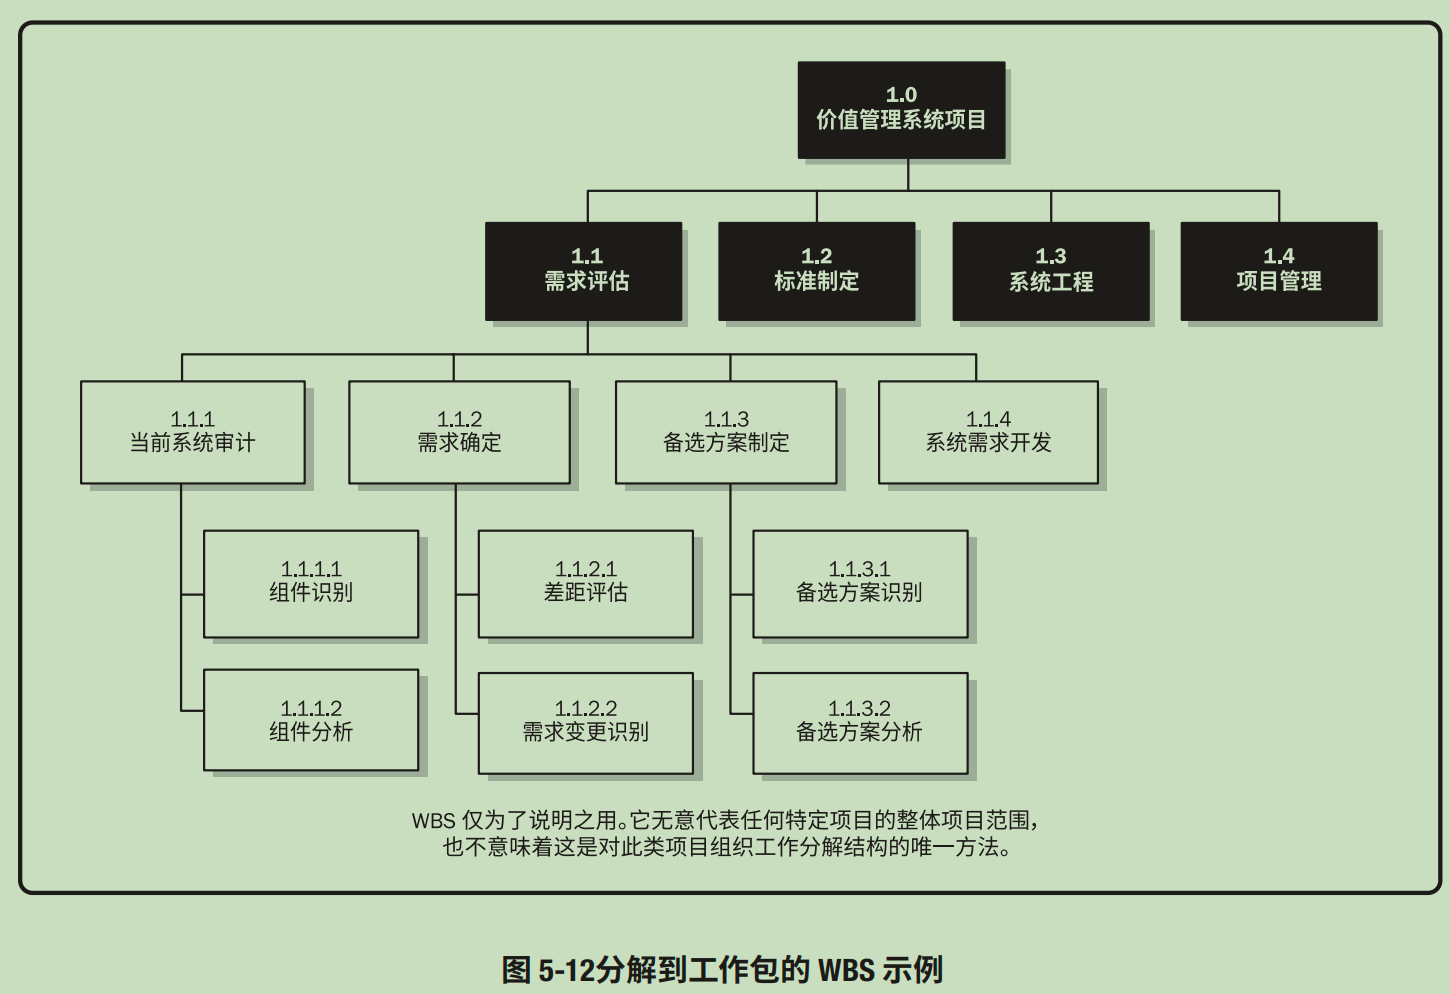 1.0
价值管理系统项目
1.1
需求评估
1.2
标准制定
1.3
系统工程
1.4
项目管理
1.1.1
当前系统审计
1.1.2
需求确定
1.1.3
备选方案制定
1.1.4
系统需求开发
1.1.1.1
组件识别
1.1.2.1
差距评估
1.1.3.1
备选方案识别
1.1.1.2
组件分析
1.1.2.2
需求变更识别
1.1.3.2
备选方案分析
WBS 仅为了说明之用。它无意代表任何特定项目的整体项目范围，
也不意味着这是对此类项目组织工作分解结构的唯一方法。
图 5-12分解到工作包的 WBS 示例